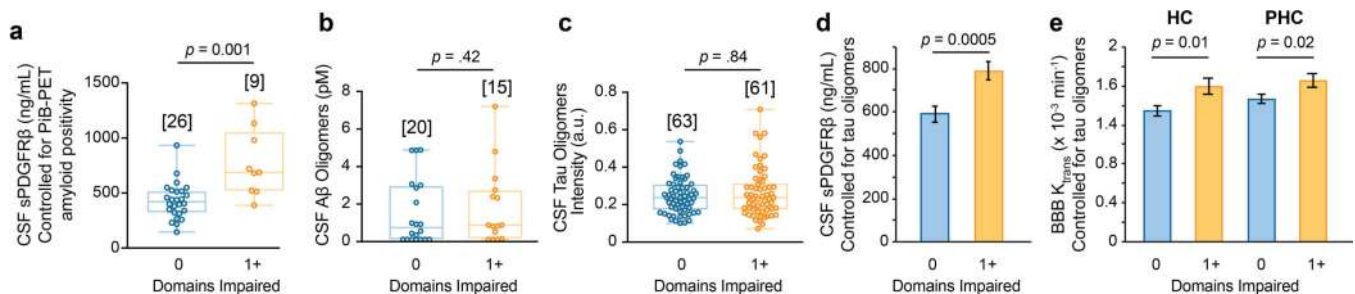 a
p = 0.001
[9]
[26]
1500
1000
500
0
CSF sPDGFRβ (ng/mL)
Controlled for PiB-PET
amyloid positivity
0 1+
Domains Impaired
b
p = .42
[15]
[20]
8
6
4
2
0
CSF Aβ Oligomers (pM)
0 1+
Domains Impaired
c
p = .84
[61]
[63]
0.8
0.6
0.4
0.2
0
CSF Tau Oligomers
Intensity (a.u.)
0 1+
Domains Impaired
d
p = 0.0005
800
600
400
200
0
CSF sPDGFRβ (ng/mL)
Controlled for tau oligomers
0 1+
Domains Impaired
e
HC PHC
p = 0.01 p = 0.02
1.6
1.4
0.8
0.4
0
BBB Ktrans (x 10-3 min-1)
Controlled for tau oligomers
0 1+ 0 1+
Domains Impaired